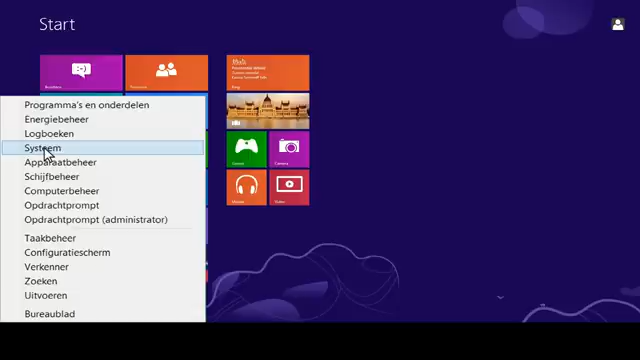 Start
Programma's en onderdelen
Energiebeheer
Logboeken
Systeem
Apparaatbeheer
Schijfbeheer
Computerbeheer
Opdrachtprompt
Opdrachtprompt (administrator)
Taakbeheer
Configuratiescherm
Verkenner
Zoeken
Uitvoeren
Bureaublad